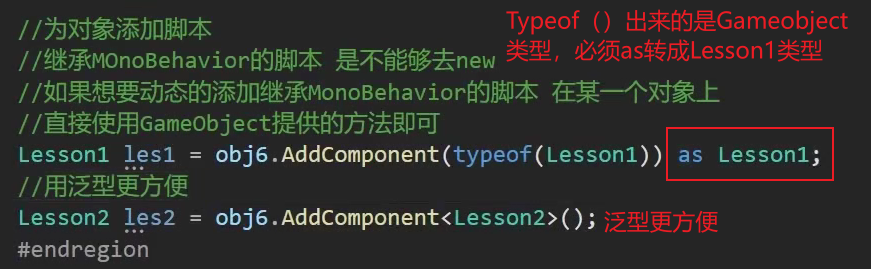 //为对象添加脚本
Typeof（）出来的是Gameobject
类型，必须as转成Lesson1类型
//继承MOnoBehavior的脚本 是不能够去new
//如果想要动态的添加继承MonoBehavior的脚本 在某一个对象上
//直接使用GameObject提供的方法即可
Lesson1 les1 = obj6.AddComponent(typeof(Lesson1)) as Lesson1;
//用泛型更方便
Lesson2 les2 = obj6.AddComponent<Lesson2>(); 泛型更方便
#endregion